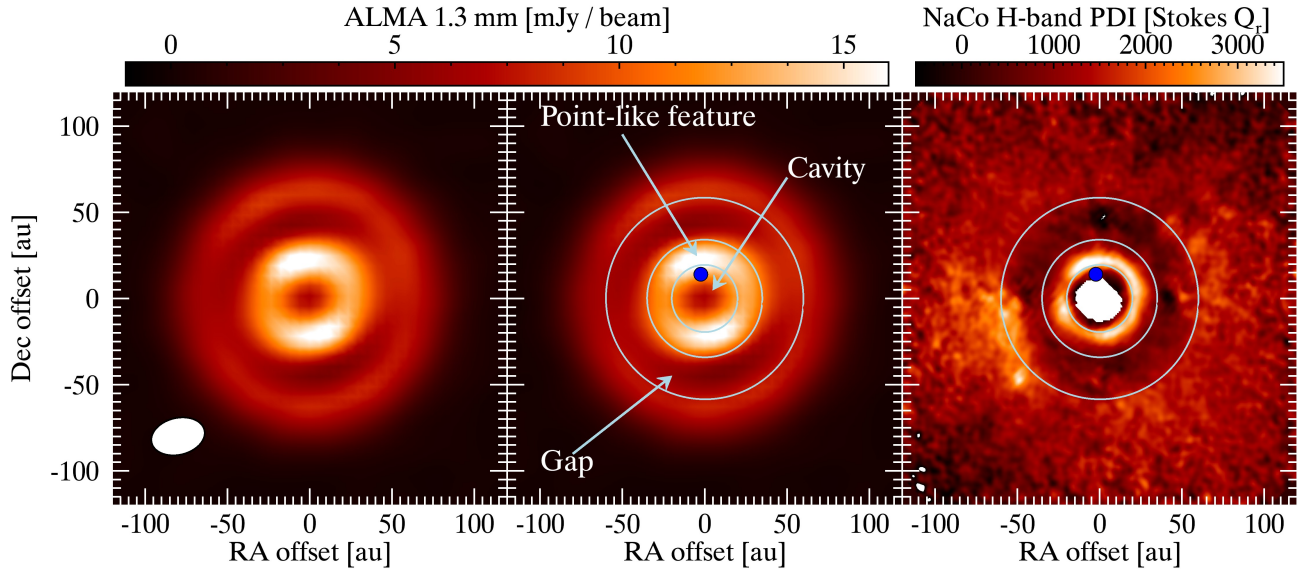 ALMA 1.3 mm [mJy / beam]
0 5 10 15
NaCo H-band PDI [Stokes Qr]
0 1000 2000 3000
Dec offset [au]
100
50
0
-50
-100
Point-like feature
Cavity
Gap
-100 -50 0 50 100
RA offset [au]
-100 -50 0 50 100
RA offset [au]
-100 -50 0 50 100
RA offset [au]